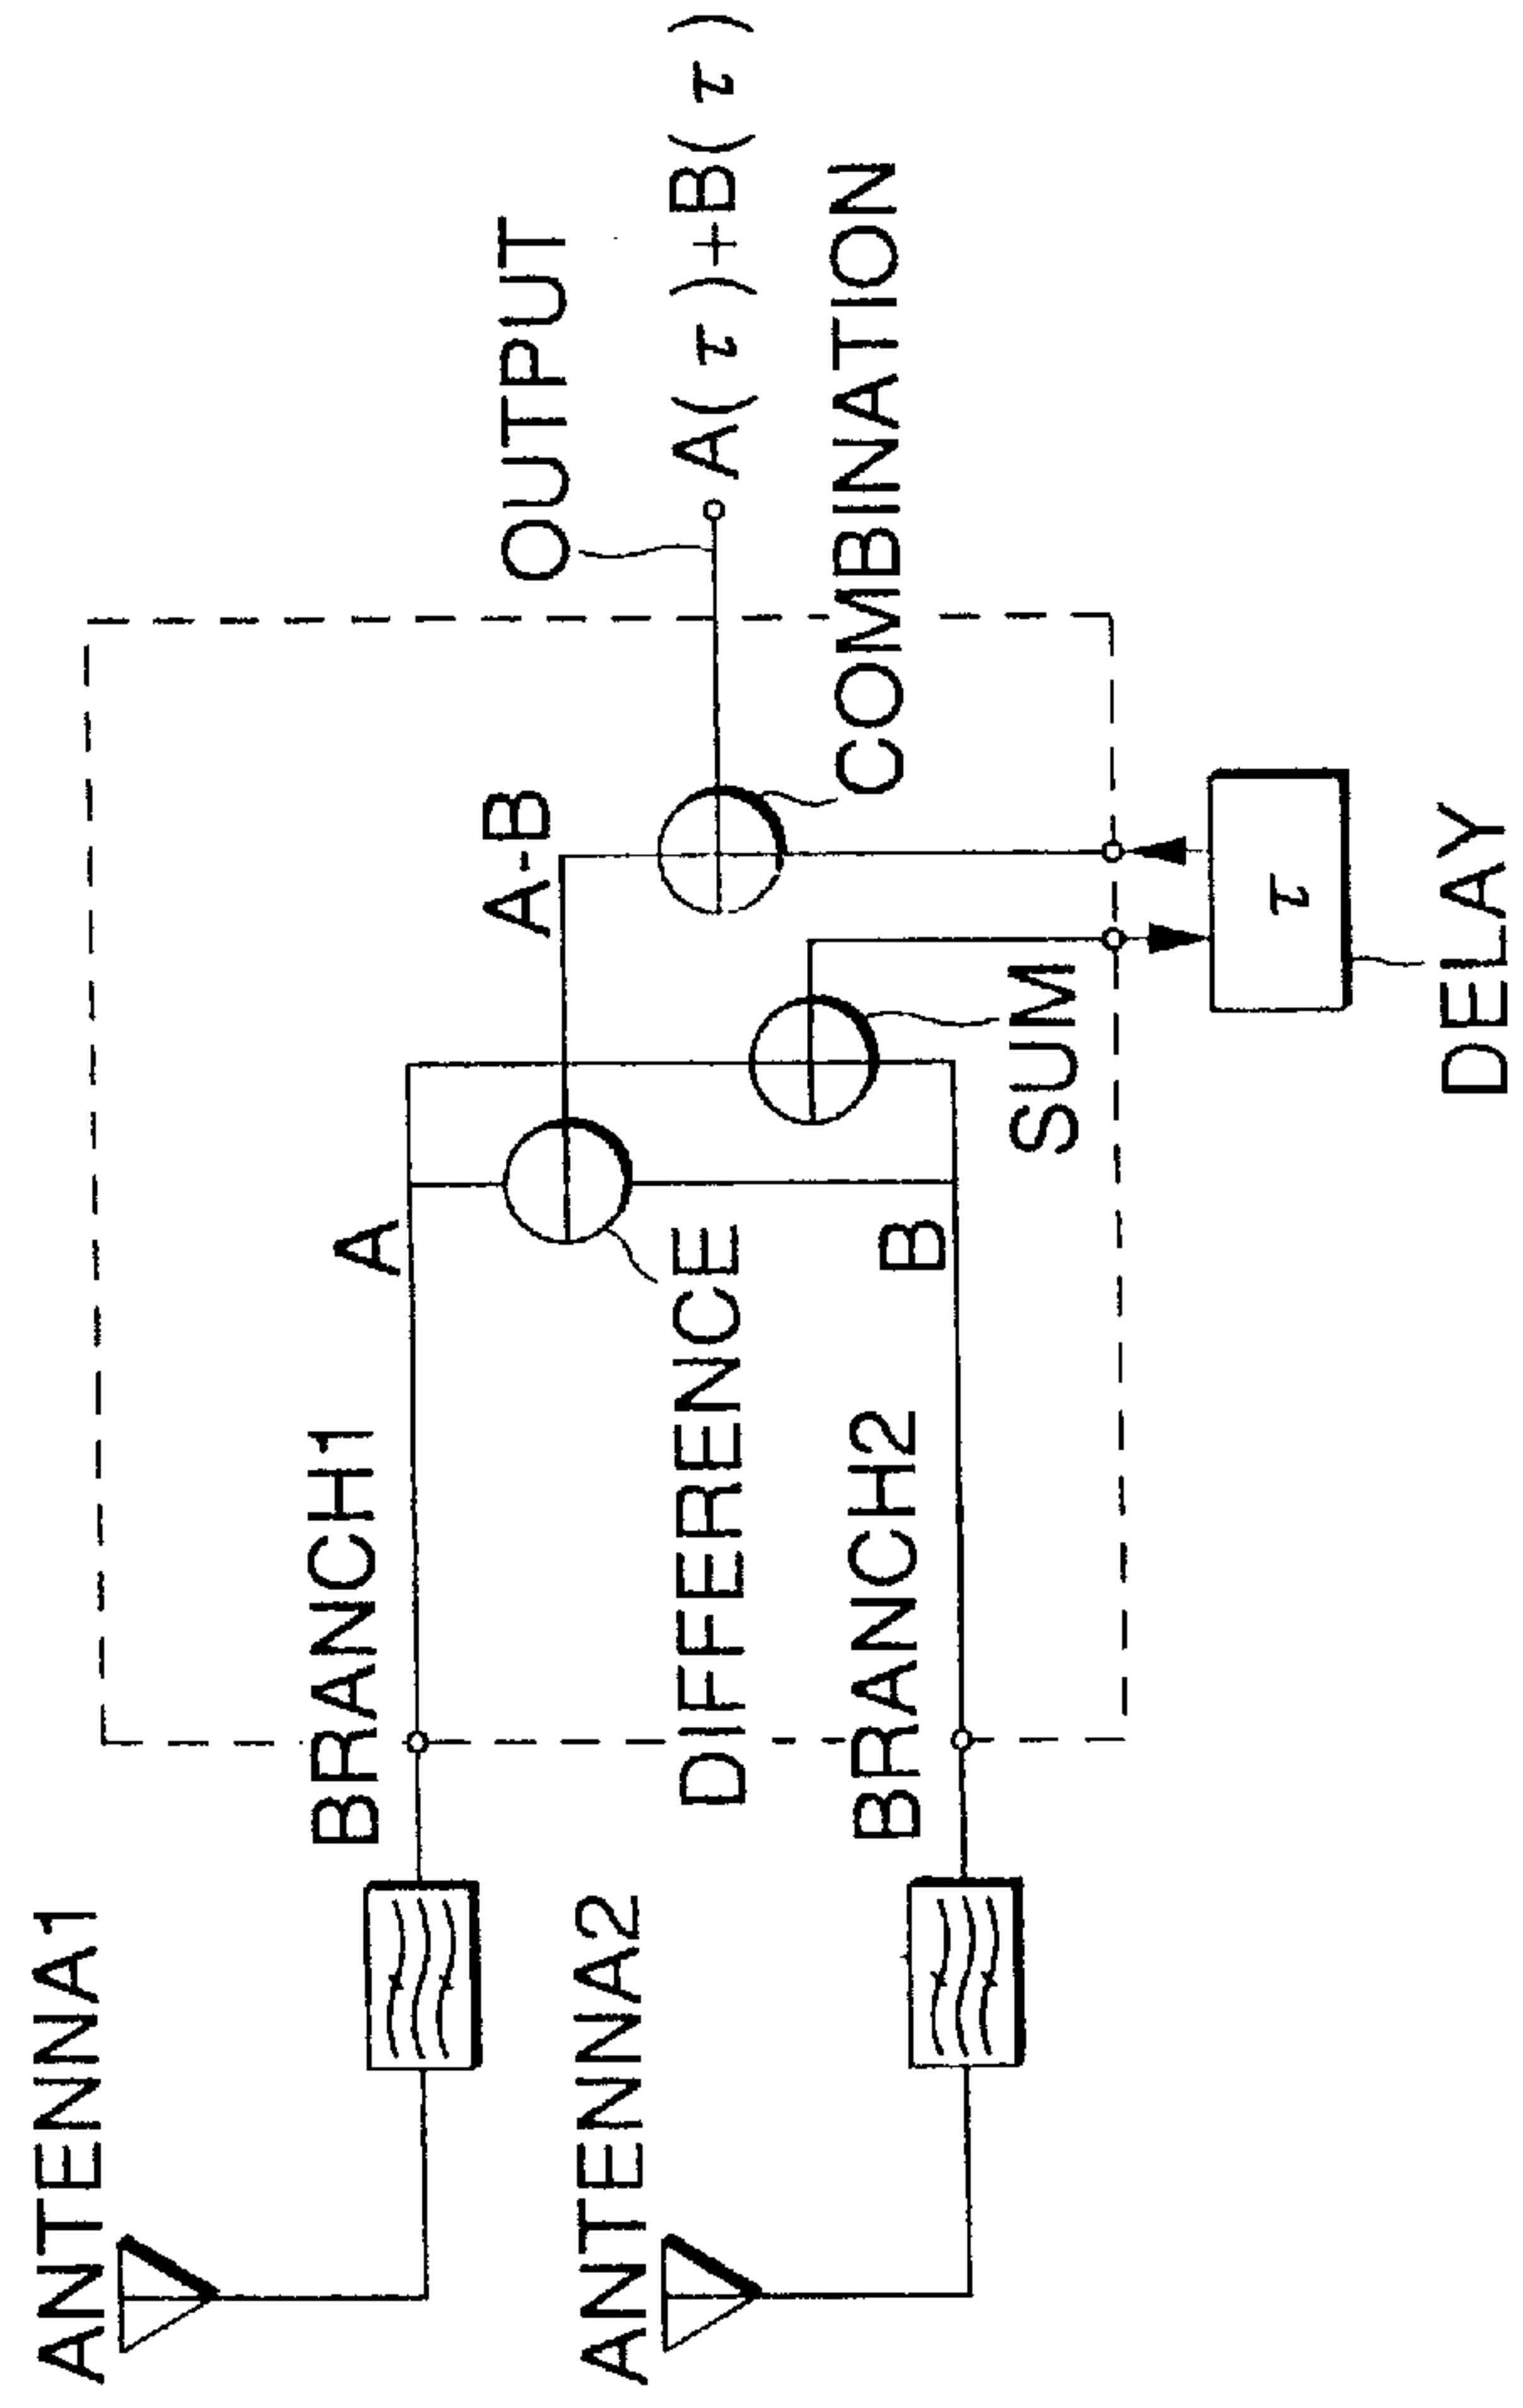 ANTENNA1
BRANCH1
A
A-B
OUTPUT
A(τ)+B(τ)
COMBINATION
DIFFERENCE
ANTENNA2
BRANCH2
B
SUM
τ
DELAY